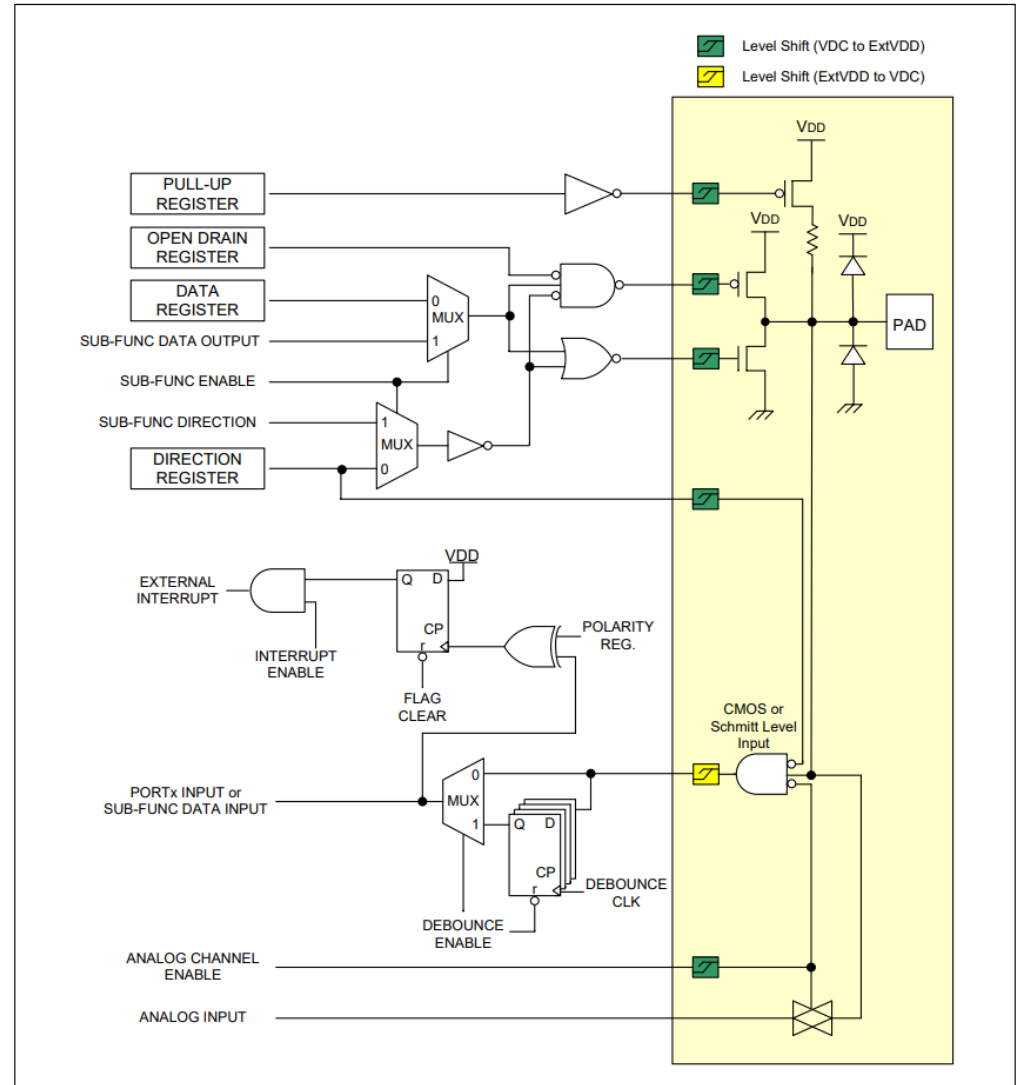 Level Shift (VDC to ExtVDD)
Level Shift (ExtVDD to VDC)
VDD
PULL-UP
REGISTER
OPEN DRAIN
REGISTER
VDD
VDD
DATA
REGISTER
0
MUX
1
PAD
SUB-FUNC DATA OUTPUT
SUB-FUNC ENABLE
SUB-FUNC DIRECTION
1
MUX
0
DIRECTION
REGISTER
VDD
EXTERNAL
INTERRUPT
Q D
CP
r
POLARITY
REG.
INTERRUPT
ENABLE
FLAG
CLEAR
CMOS or
Schmitt Level
Input
PORTx INPUT or
SUB-FUNC DATA INPUT
0
MUX
1
Q D
CP
r
DEBOUNCE
CLK
DEBOUNCE
ENABLE
ANALOG CHANNEL
ENABLE
ANALOG INPUT